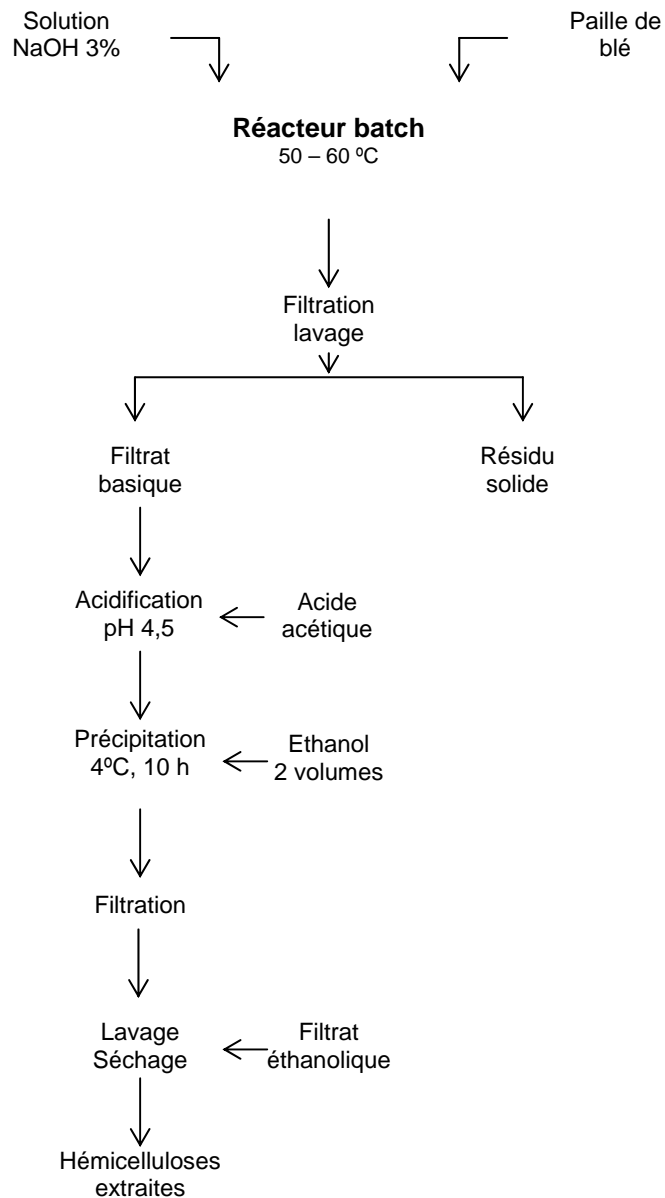 Solution
NaOH 3%
Paille de
blé
Réacteur batch
50 – 60 ºC
Filtration
lavage
Filtrat
basique
Résidu
solide
Acidification
pH 4,5
Acide
acétique
Précipitation
4ºC, 10 h
Ethanol
2 volumes
Filtration
Lavage
Séchage
Filtrat
éthanolique
Hémicelluloses
extraites